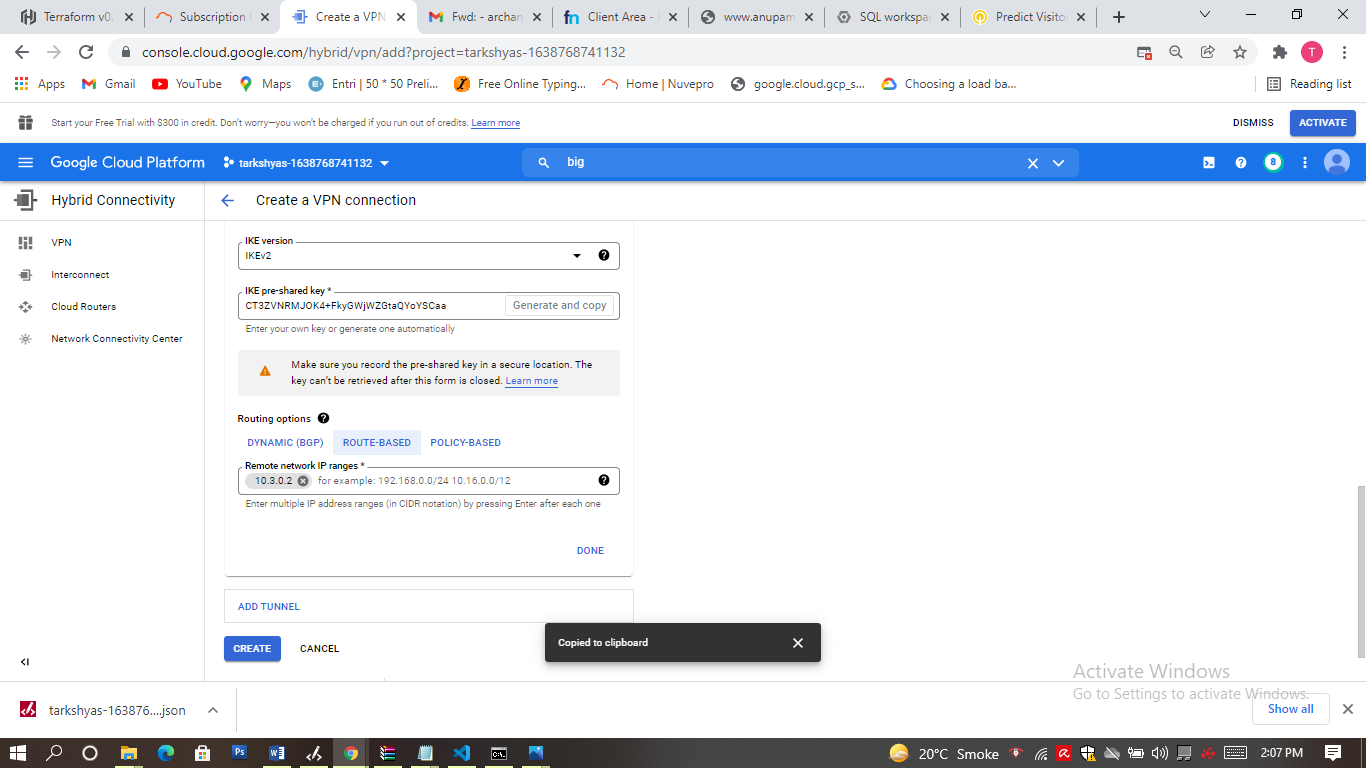 Terraform v0.
Subscription
Create a VPN
Fwd: - archan
Client Area -
www.anupam
SQL workspac
Predict Visitor
console.cloud.google.com/hybrid/vpn/add?project=tarkshyas-1638768741132
T
Apps
Gmail
YouTube
Maps
Entri | 50 * 50 Preli...
Free Online Typing...
Home | Nuvepro
google.cloud.gcp_s...
Choosing a load ba...
Reading list
Start your Free Trial with $300 in credit. Don't worry—you won't be charged if you run out of credits. Learn more
DISMISS
ACTIVATE
Google Cloud Platform
tarkshyas-1638768741132
big
8
Hybrid Connectivity
Create a VPN connection
VPN
Interconnect
Cloud Routers
Network Connectivity Center
IKE version
IKEv2
IKE pre-shared key *
CT3ZVNRMJOK4+FkyGWjWZGtaQYoYSCaa
Generate and copy
Enter your own key or generate one automatically
Make sure you record the pre-shared key in a secure location. The
key can't be retrieved after this form is closed. Learn more
Routing options
DYNAMIC (BGP)
ROUTE-BASED
POLICY-BASED
Remote network IP ranges *
10.3.0.2
for example: 192.168.0.0/24 10.16.0.0/12
Enter multiple IP address ranges (in CIDR notation) by pressing Enter after each one
DONE
ADD TUNNEL
CREATE
CANCEL
Copied to clipboard
Activate Windows
Go to Settings to activate Windows.
tarkshyas-163876....json
Show all
20°C Smoke
2:07 PM